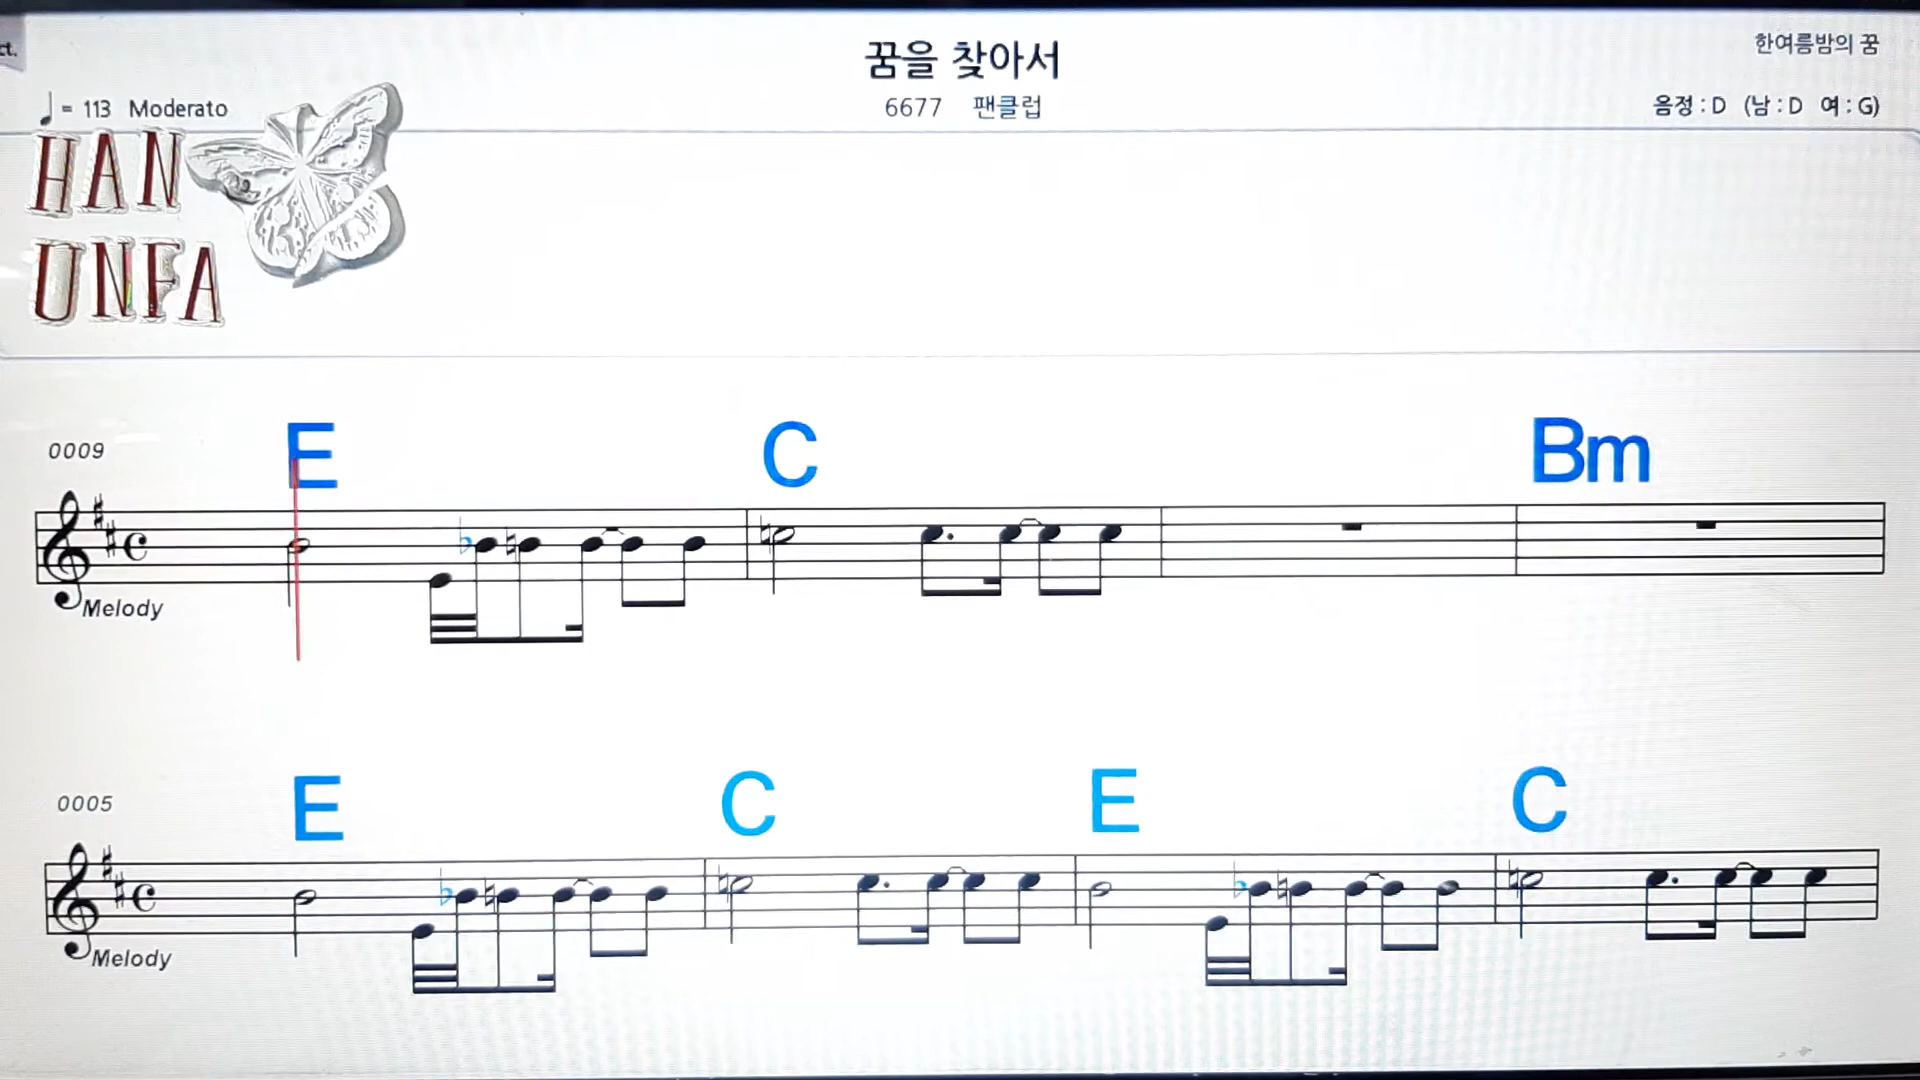 ct.
꿈을 찾아서
한여름밤의 꿈
= 113 Moderato
6677 팬클럽
음정 : D (남 : D 여 : G)
HAN
UNFA
0009
E C Bm
Melody
0005
E C E C
Melody